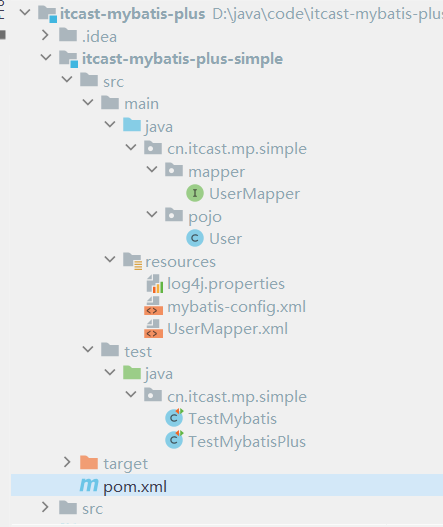 itcast-mybatis-plus D:\java\code\itcast-mybatis-plus
.idea
itcast-mybatis-plus-simple
src
main
java
cn.itcast.mp.simple
mapper
UserMapper
pojo
User
resources
log4j.properties
mybatis-config.xml
UserMapper.xml
test
java
cn.itcast.mp.simple
TestMybatis
TestMybatisPlus
target
pom.xml
src